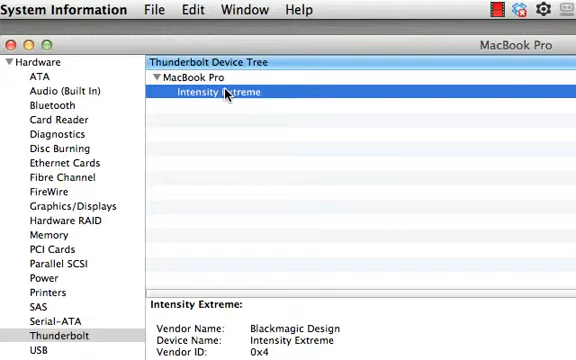 System Information File Edit Window Help
MacBook Pro
Hardware
ATA
Audio (Built In)
Bluetooth
Card Reader
Diagnostics
Disc Burning
Ethernet Cards
Fibre Channel
FireWire
Graphics/Displays
Hardware RAID
Memory
PCI Cards
Parallel SCSI
Power
Printers
SAS
Serial-ATA
Thunderbolt
USB
Thunderbolt Device Tree
MacBook Pro
Intensity Extreme
Intensity Extreme:
Vendor Name: Blackmagic Design
Device Name: Intensity Extreme
Vendor ID: 0x4